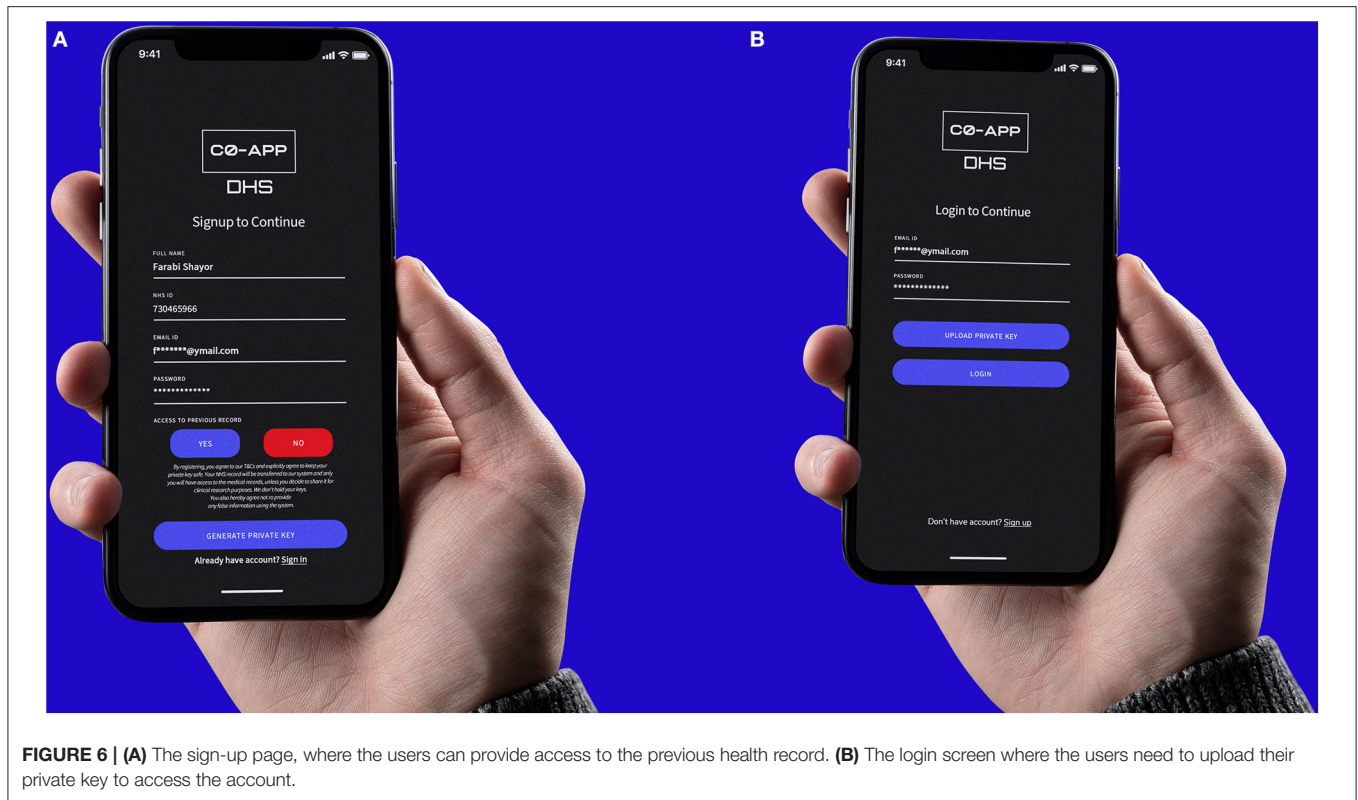 A
9:41
CØ-APP
DHS
Signup to Continue
FULL NAME
Farabi Shayor
NHS ID
730465966
EMAIL ID
f*******@ymail.com
PASSWORD
*************
ACCESS TO PREVIOUS RECORD
YES NO
By registering, you agree to our T&Cs and explicitly agree to keep your
private key safe. Your NHS record will be transferred to our system and only
you will have access to the medical records, unless you decide to share it for
clinical research purposes. We don't hold your keys.
You also hereby agree not ro provide
any false information using the system.
GENERATE PRIVATE KEY
Already have account? Sign in
B
9:41
CØ-APP
DHS
Login to Continue
EMAIL ID
f******@ymail.com
PASSWORD
*************
UPLOAD PRIVATE KEY
LOGIN
Don't have account? Sign up
FIGURE 6 | (A) The sign-up page, where the users can provide access to the previous health record. (B) The login screen where the users need to upload their
private key to access the account.